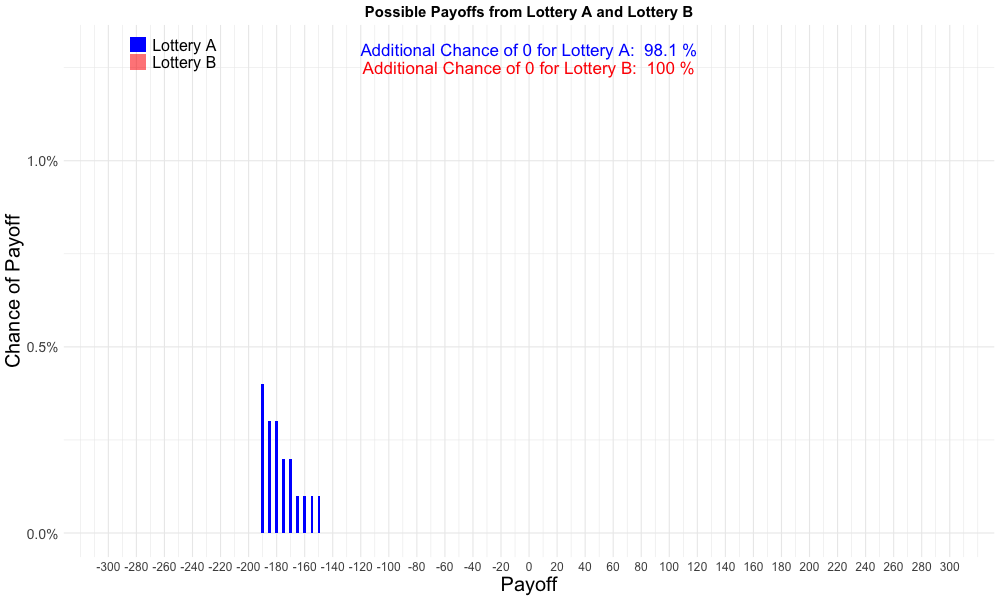 Possible Payoffs from Lottery A and Lottery B
Lottery A
Lottery B
Additional Chance of 0 for Lottery A: 98.1 %
Additional Chance of 0 for Lottery B: 100 %
Chance of Payoff
1.0%
0.5%
0.0%
-300 -280 -260 -240 -220 -200 -180 -160 -140 -120 -100 -80 -60 -40 -20 0 20 40 60 80 100 120 140 160 180 200 220 240 260 280 300
Payoff